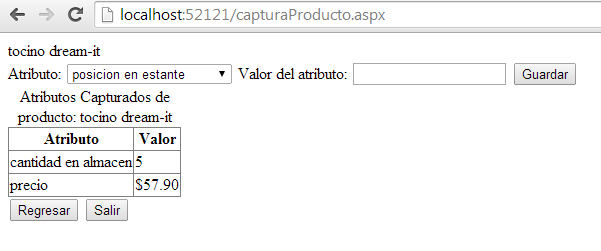 localhost:52121/capturaProducto.aspx
tocino dream-it
Atributo: posicion en estante Valor del atributo: Guardar
Atributos Capturados de
producto: tocino dream-it
Atributo Valor
cantidad en almacen 5
precio $57.90
Regresar Salir